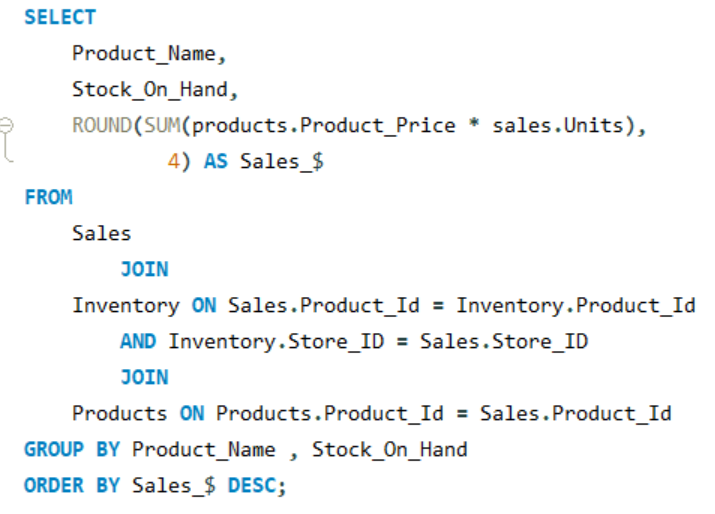 SELECT
Product_Name,
Stock_On_Hand,
ROUND(SUM(products.Product_Price * sales.Units),
4) AS Sales_$
FROM
Sales
JOIN
Inventory ON Sales.Product_Id = Inventory.Product_Id
AND Inventory.Store_ID = Sales.Store_ID
JOIN
Products ON Products.Product_Id = Sales.Product_Id
GROUP BY Product_Name , Stock_On_Hand
ORDER BY Sales_$ DESC;